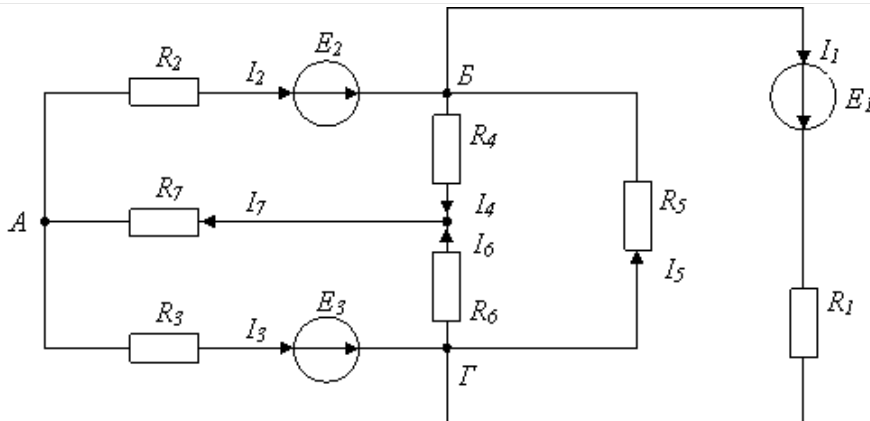 R₂ I₂ E₂ Б I₁ E₁
R₄
А R₇ I₇ I₄ R₅
I₆ I₅
R₃ I₃ E₃ R₆ R₁
Г